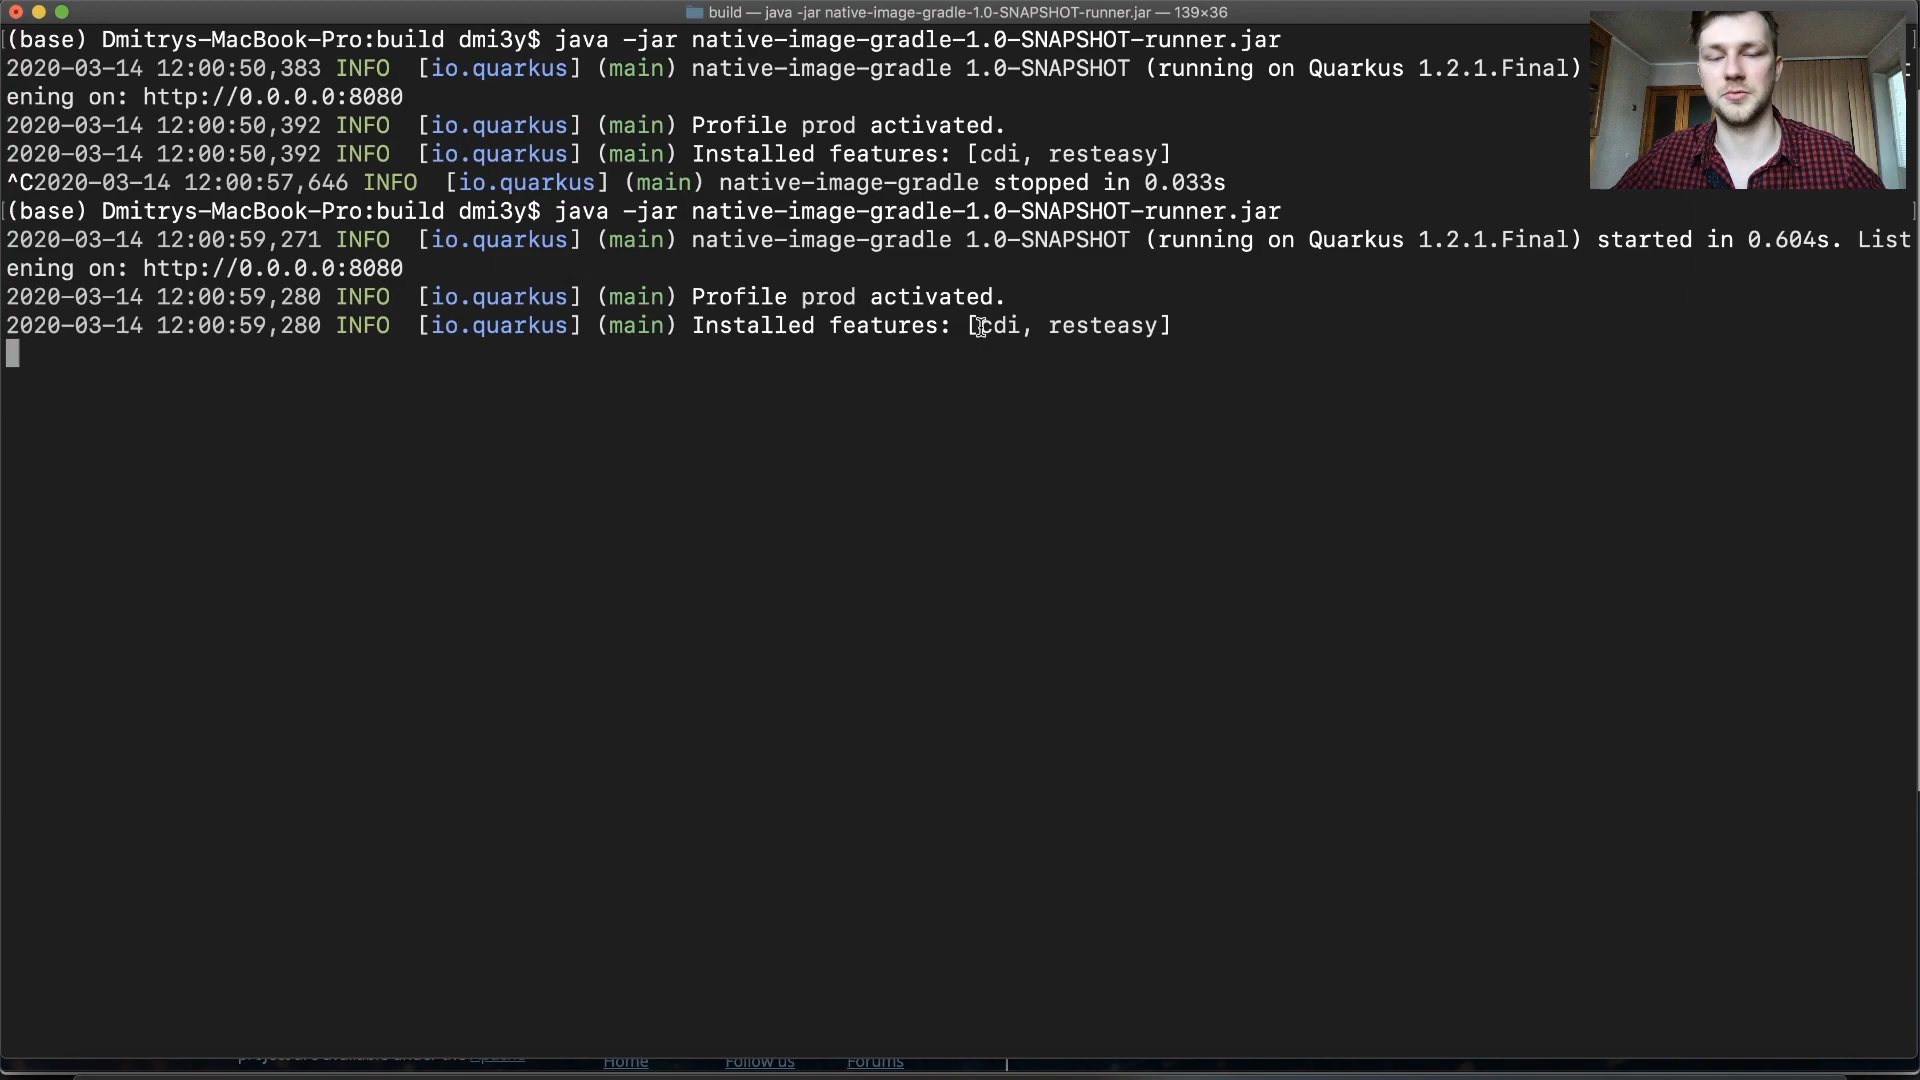 build — java -jar native-image-gradle-1.0-SNAPSHOT-runner.jar — 139×36
(base) Dmitrys-MacBook-Pro:build dmi3y$ java -jar native-image-gradle-1.0-SNAPSHOT-runner.jar
2020-03-14 12:00:50,383 INFO [io.quarkus] (main) native-image-gradle 1.0-SNAPSHOT (running on Quarkus 1.2.1.Final)
ening on: http://0.0.0.0:8080
2020-03-14 12:00:50,392 INFO [io.quarkus] (main) Profile prod activated.
2020-03-14 12:00:50,392 INFO [io.quarkus] (main) Installed features: [cdi, resteasy]
^C2020-03-14 12:00:57,646 INFO [io.quarkus] (main) native-image-gradle stopped in 0.033s
(base) Dmitrys-MacBook-Pro:build dmi3y$ java -jar native-image-gradle-1.0-SNAPSHOT-runner.jar
2020-03-14 12:00:59,271 INFO [io.quarkus] (main) native-image-gradle 1.0-SNAPSHOT (running on Quarkus 1.2.1.Final) started in 0.604s. List
ening on: http://0.0.0.0:8080
2020-03-14 12:00:59,280 INFO [io.quarkus] (main) Profile prod activated.
2020-03-14 12:00:59,280 INFO [io.quarkus] (main) Installed features: [cdi, resteasy]
Home Follow us Forums